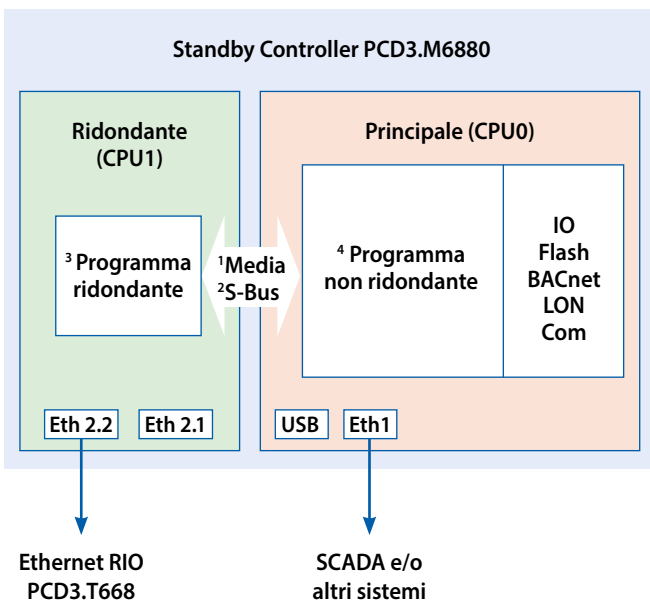 Standby Controller PCD3.M6880
Ridondante
(CPU1)
³ Programma
ridondante
¹Media
²S-Bus
Principale (CPU0)
⁴ Programma
non ridondante
IO
Flash
BACnet
LON
Com
Eth 2.2
Eth 2.1
USB
Eth1
Ethernet RIO
PCD3.T668
SCADA e/o
altri sistemi